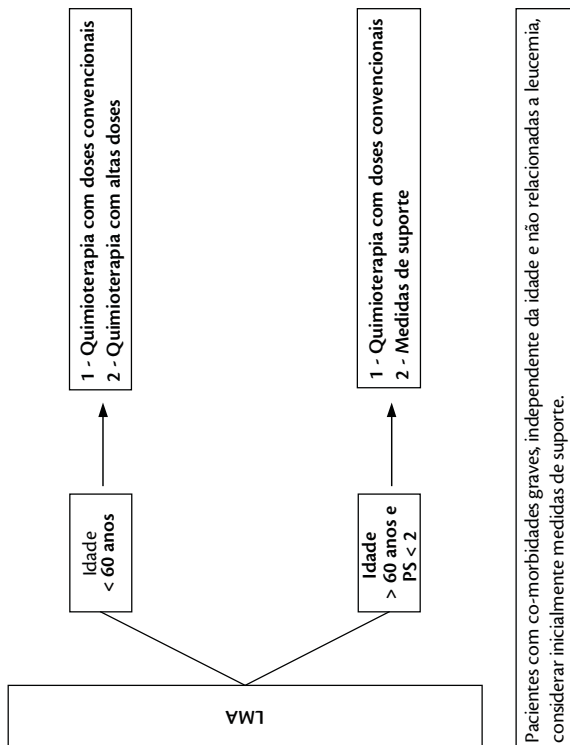 LMA
Idade
< 60 anos
1 - Quimioterapia com doses convencionais
2 - Quimioterapia com altas doses
Idade
> 60 anos e
PS < 2
1 - Quimioterapia com doses convencionais
2 - Medidas de suporte
Pacientes com co-morbidades graves, independente da idade e não relacionadas a leucemia,
considerar inicialmente medidas de suporte.